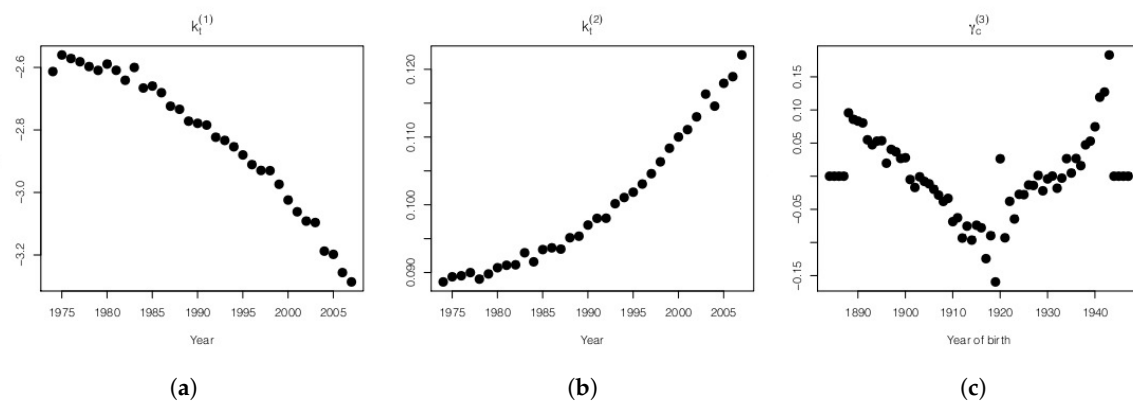 k_t^(1)
-2.6
-2.8
-3.0
-3.2
1975 1980 1985 1990 1995 2000 2005
Year
(a)
k_t^(2)
0.120
0.110
0.100
0.090
1975 1980 1985 1990 1995 2000 2005
Year
(b)
γ_c^(3)
0.15
0.10
0.05
-0.05
-0.15
1890 1900 1910 1920 1930 1940
Year of birth
(c)